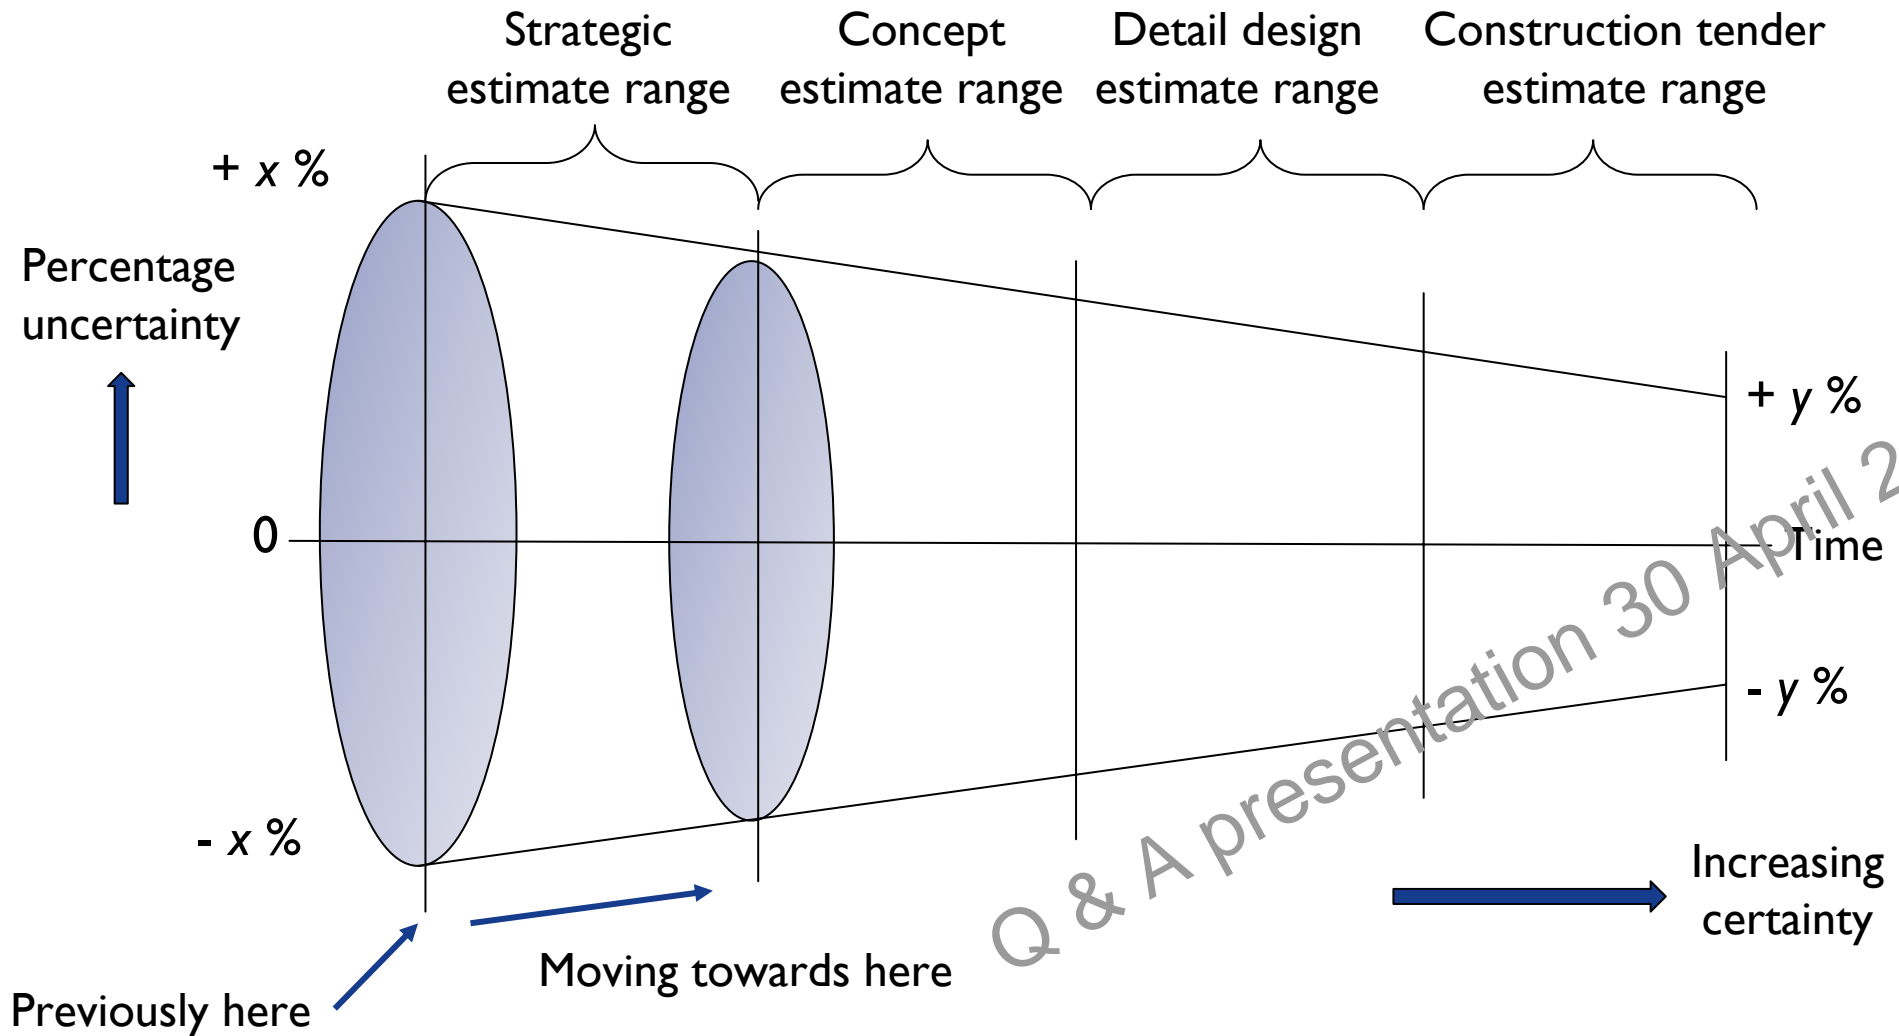 Strategic
estimate range
Concept
estimate range
Detail design
estimate range
Construction tender
estimate range
+ x %
Percentage
uncertainty
+ y %
0
Time
- y %
- x %
Increasing
certainty
Moving towards here
Previously here
Q & A presentation 30 April 2